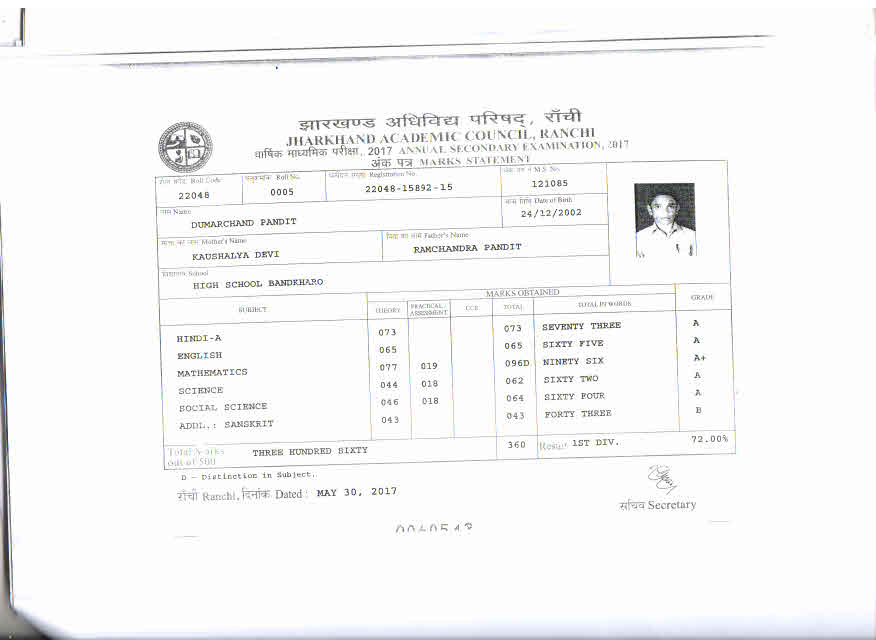 झारखण्ड अधिविद्य परिषद्, राँची
JHARKHAND ACADEMIC COUNCIL, RANCHI
वार्षिक माध्यमिक परीक्षा, 2017 ANNUAL SECONDARY EXAMINATION, 2017
अंक पत्र MARKS STATEMENT
Roll Code 22048
Roll No. 0005
Registration No. 22048-15892-15
M.S. No. 121085
नाम Name DUMARCHAND PANDIT
जन्म तिथि Date of Birth 24/12/2002
माता का नाम Mother's Name KAUSHALYA DEVI
पिता का नाम Father's Name RAMCHANDRA PANDIT
विद्यालय School HIGH SCHOOL BANDKHARO
MARKS OBTAINED
SUBJECT THEORY PRACTICAL/ASSESSMENT CCE TOTAL TOTAL IN WORDS GRADE
HINDI-A 073 073 SEVENTY THREE A
ENGLISH 065 065 SIXTY FIVE A
MATHEMATICS 077 019 096D NINETY SIX A+
SCIENCE 044 018 062 SIXTY TWO A
SOCIAL SCIENCE 046 018 064 SIXTY FOUR A
ADDL.: SANSKRIT 043 043 FORTY THREE B
Total Marks out of 500 THREE HUNDRED SIXTY 360 Result 1ST DIV. 72.00%
D - Distinction in Subject.
राँची Ranchi, दिनांक Dated : MAY 30, 2017
सचिव Secretary